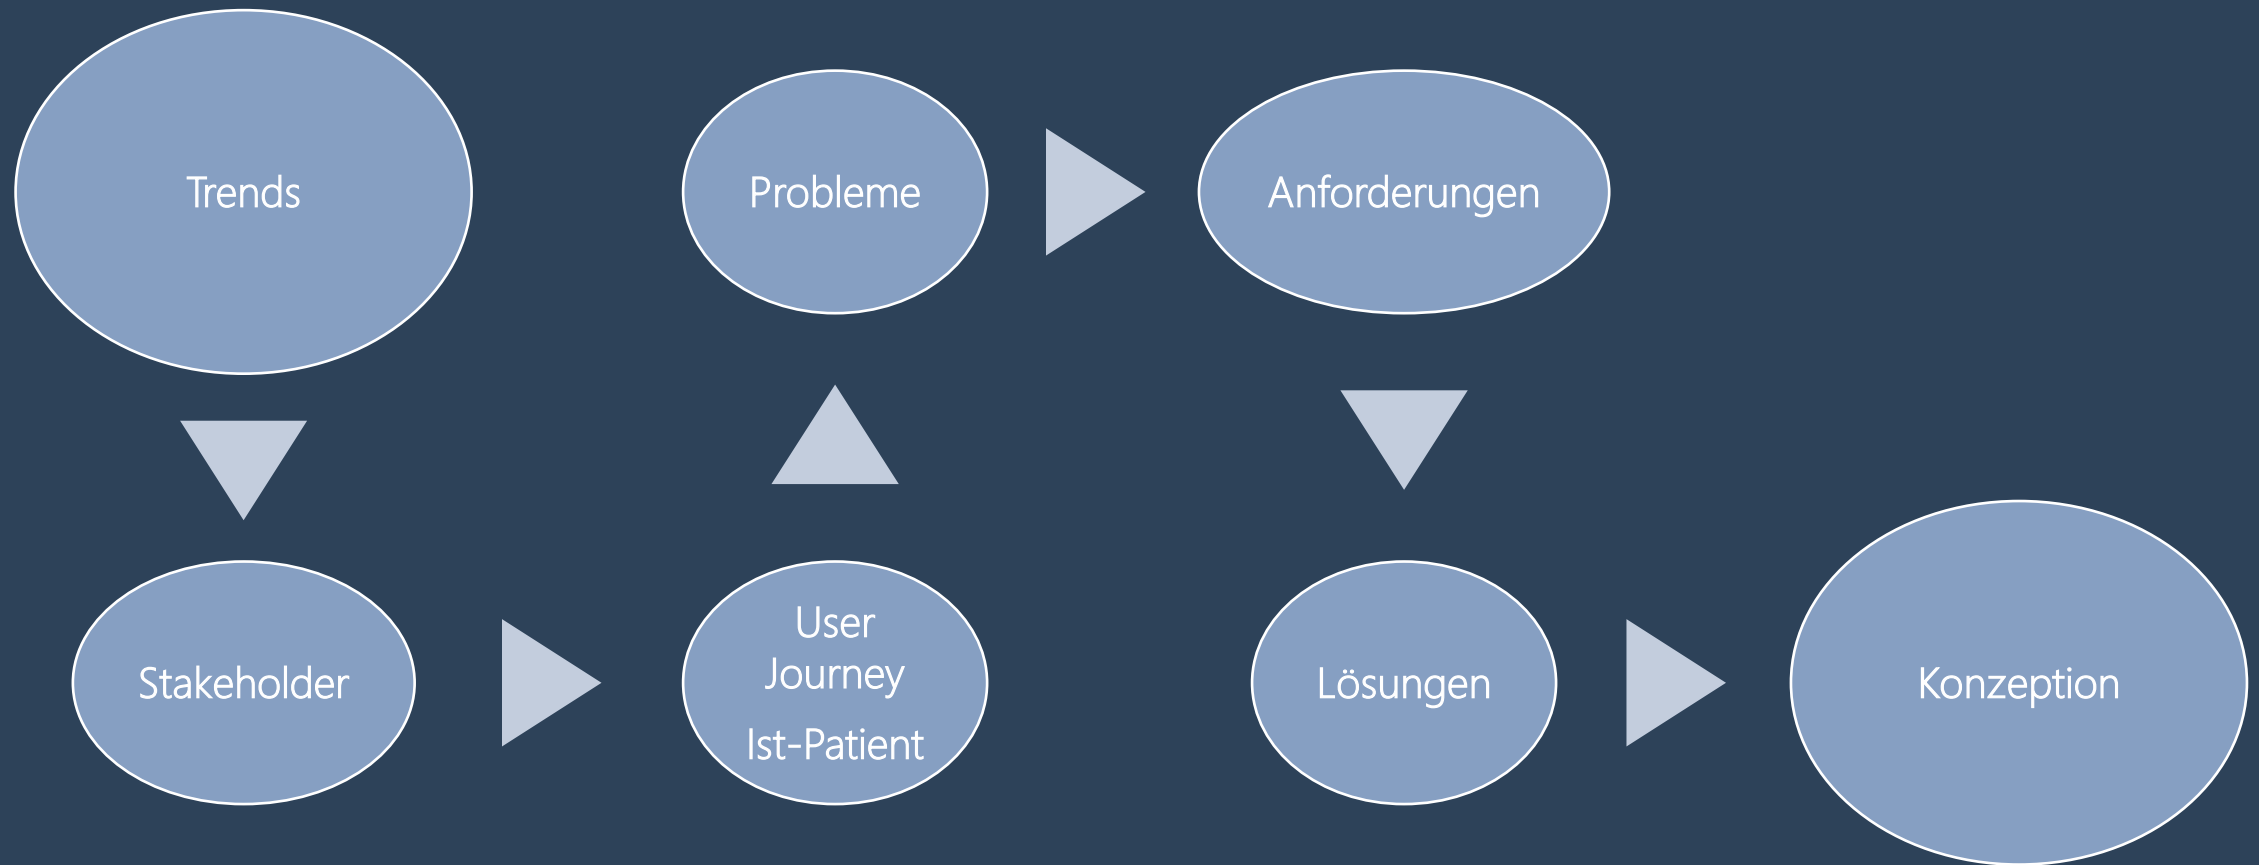 Trends
Stakeholder
User
Journey
Ist-Patient
Probleme
Anforderungen
Lösungen
Konzeption